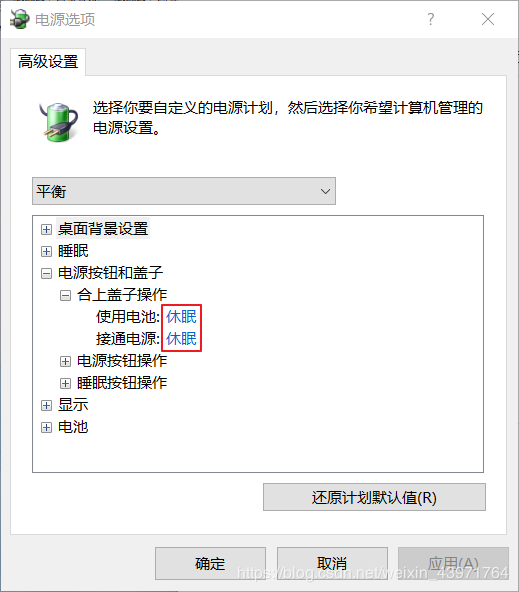 电源选项
?
高级设置
选择你要自定义的电源计划，然后选择你希望计算机管理的
电源设置。
平衡
桌面背景设置
睡眠
电源按钮和盖子
合上盖子操作
使用电池: 休眠
接通电源: 休眠
电源按钮操作
睡眠按钮操作
显示
电池
还原计划默认值(R)
确定
取消
应用(A)
https://blog.csdn.net/weixin_43971764